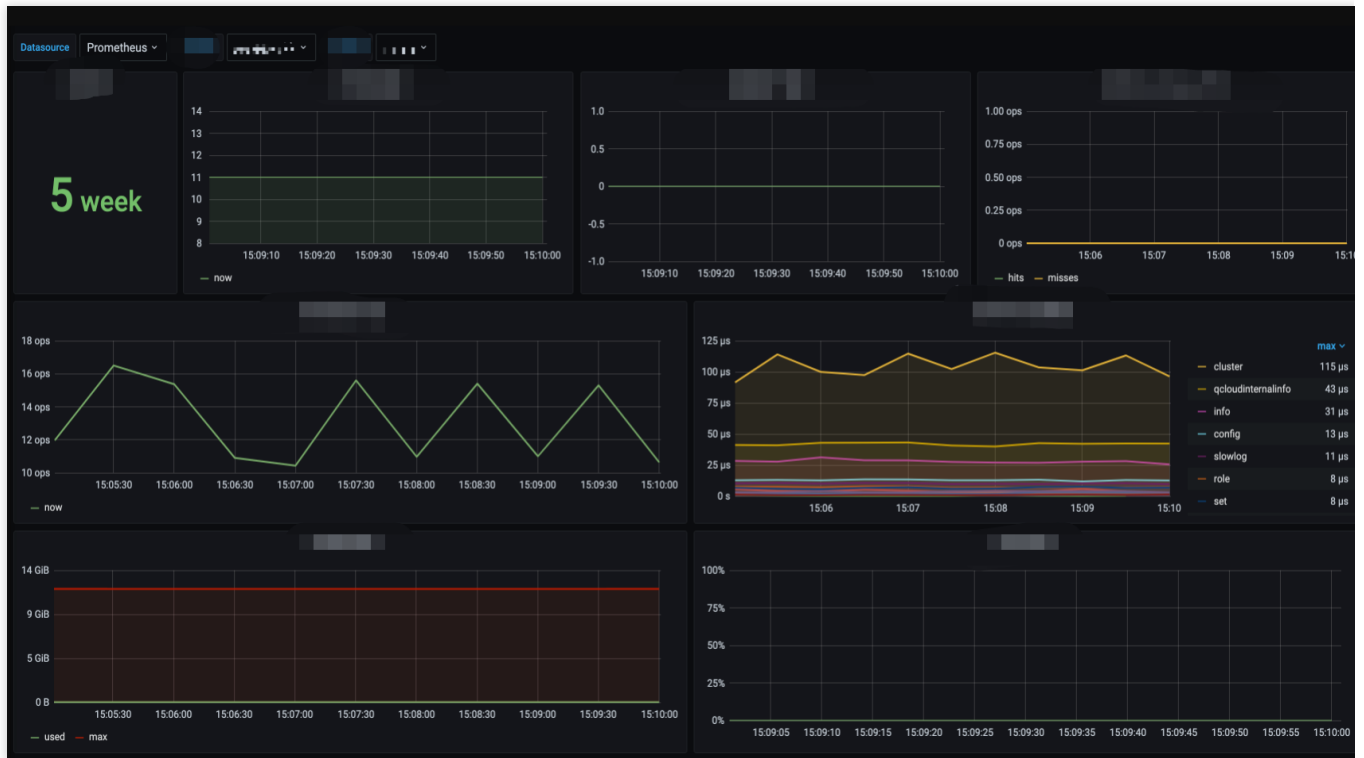 Datasource Prometheus
5 week
14
13
12
11
10
9
8
15:09:10 15:09:20 15:09:30 15:09:40 15:09:50 15:10:00
now
1.0
0.5
0
-0.5
-1.0
15:09:10 15:09:20 15:09:30 15:09:40 15:09:50 15:10:00
1.00 ops
0.75 ops
0.50 ops
0.25 ops
0 ops
15:06 15:07 15:08 15:09 15:1
hits misses
18 ops
16 ops
14 ops
12 ops
10 ops
15:05:30 15:06:00 15:06:30 15:07:00 15:07:30 15:08:00 15:08:30 15:09:00 15:09:30 15:10:00
now
125 µs
100 µs
75 µs
50 µs
25 µs
0 s
15:06 15:07 15:08 15:09 15:10
max
cluster 115 µs
qcloudinternalinfo 43 µs
info 31 µs
config 13 µs
slowlog 11 µs
role 8 µs
set 8 µs
14 GiB
9 GiB
5 GiB
0 B
15:05:30 15:06:00 15:06:30 15:07:00 15:07:30 15:08:00 15:08:30 15:09:00 15:09:30 15:10:00
used max
100%
75%
50%
25%
0%
15:09:05 15:09:10 15:09:15 15:09:20 15:09:25 15:09:30 15:09:35 15:09:40 15:09:45 15:09:50 15:09:55 15:10:00